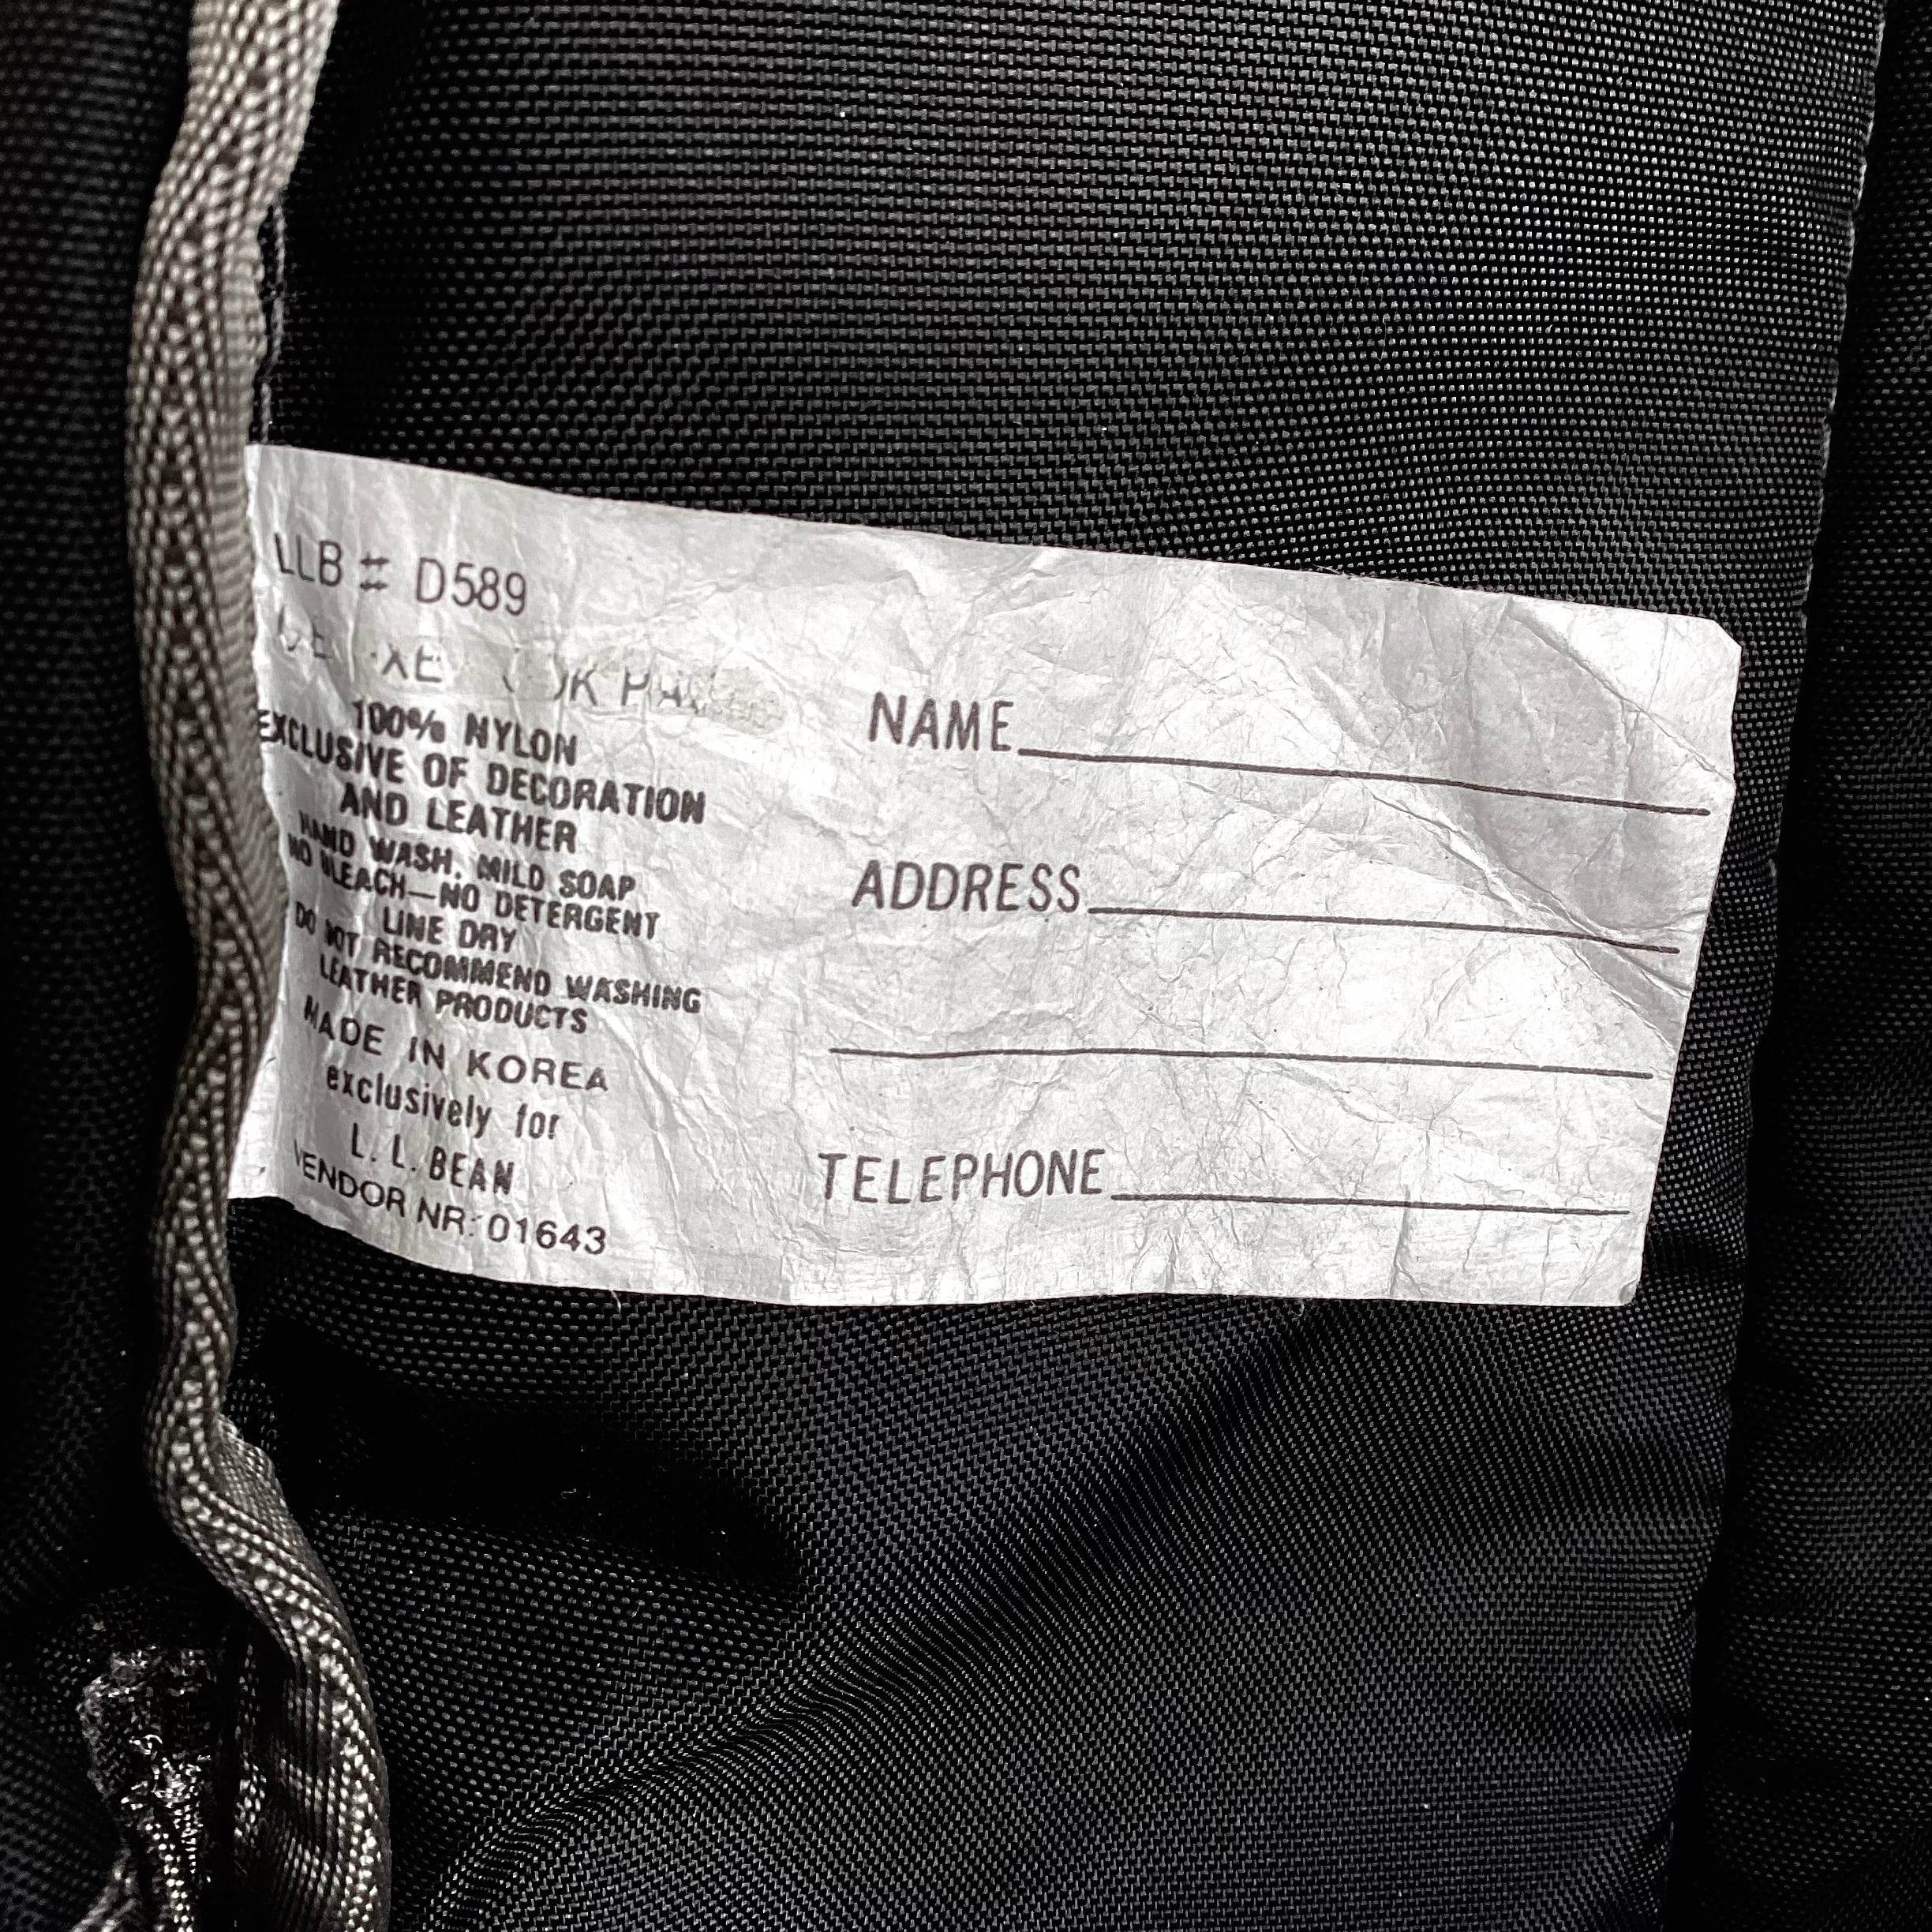 LLB # D589
100% NYLON
EXCLUSIVE OF DECORATION
AND LEATHER
HAND WASH, MILD SOAP
NO BLEACH—NO DETERGENT
LINE DRY
DO NOT RECOMMEND WASHING
LEATHER PRODUCTS
MADE IN KOREA
exclusively for
L. L. BEAN
VENDOR NR: 01643
NAME
ADDRESS
TELEPHONE